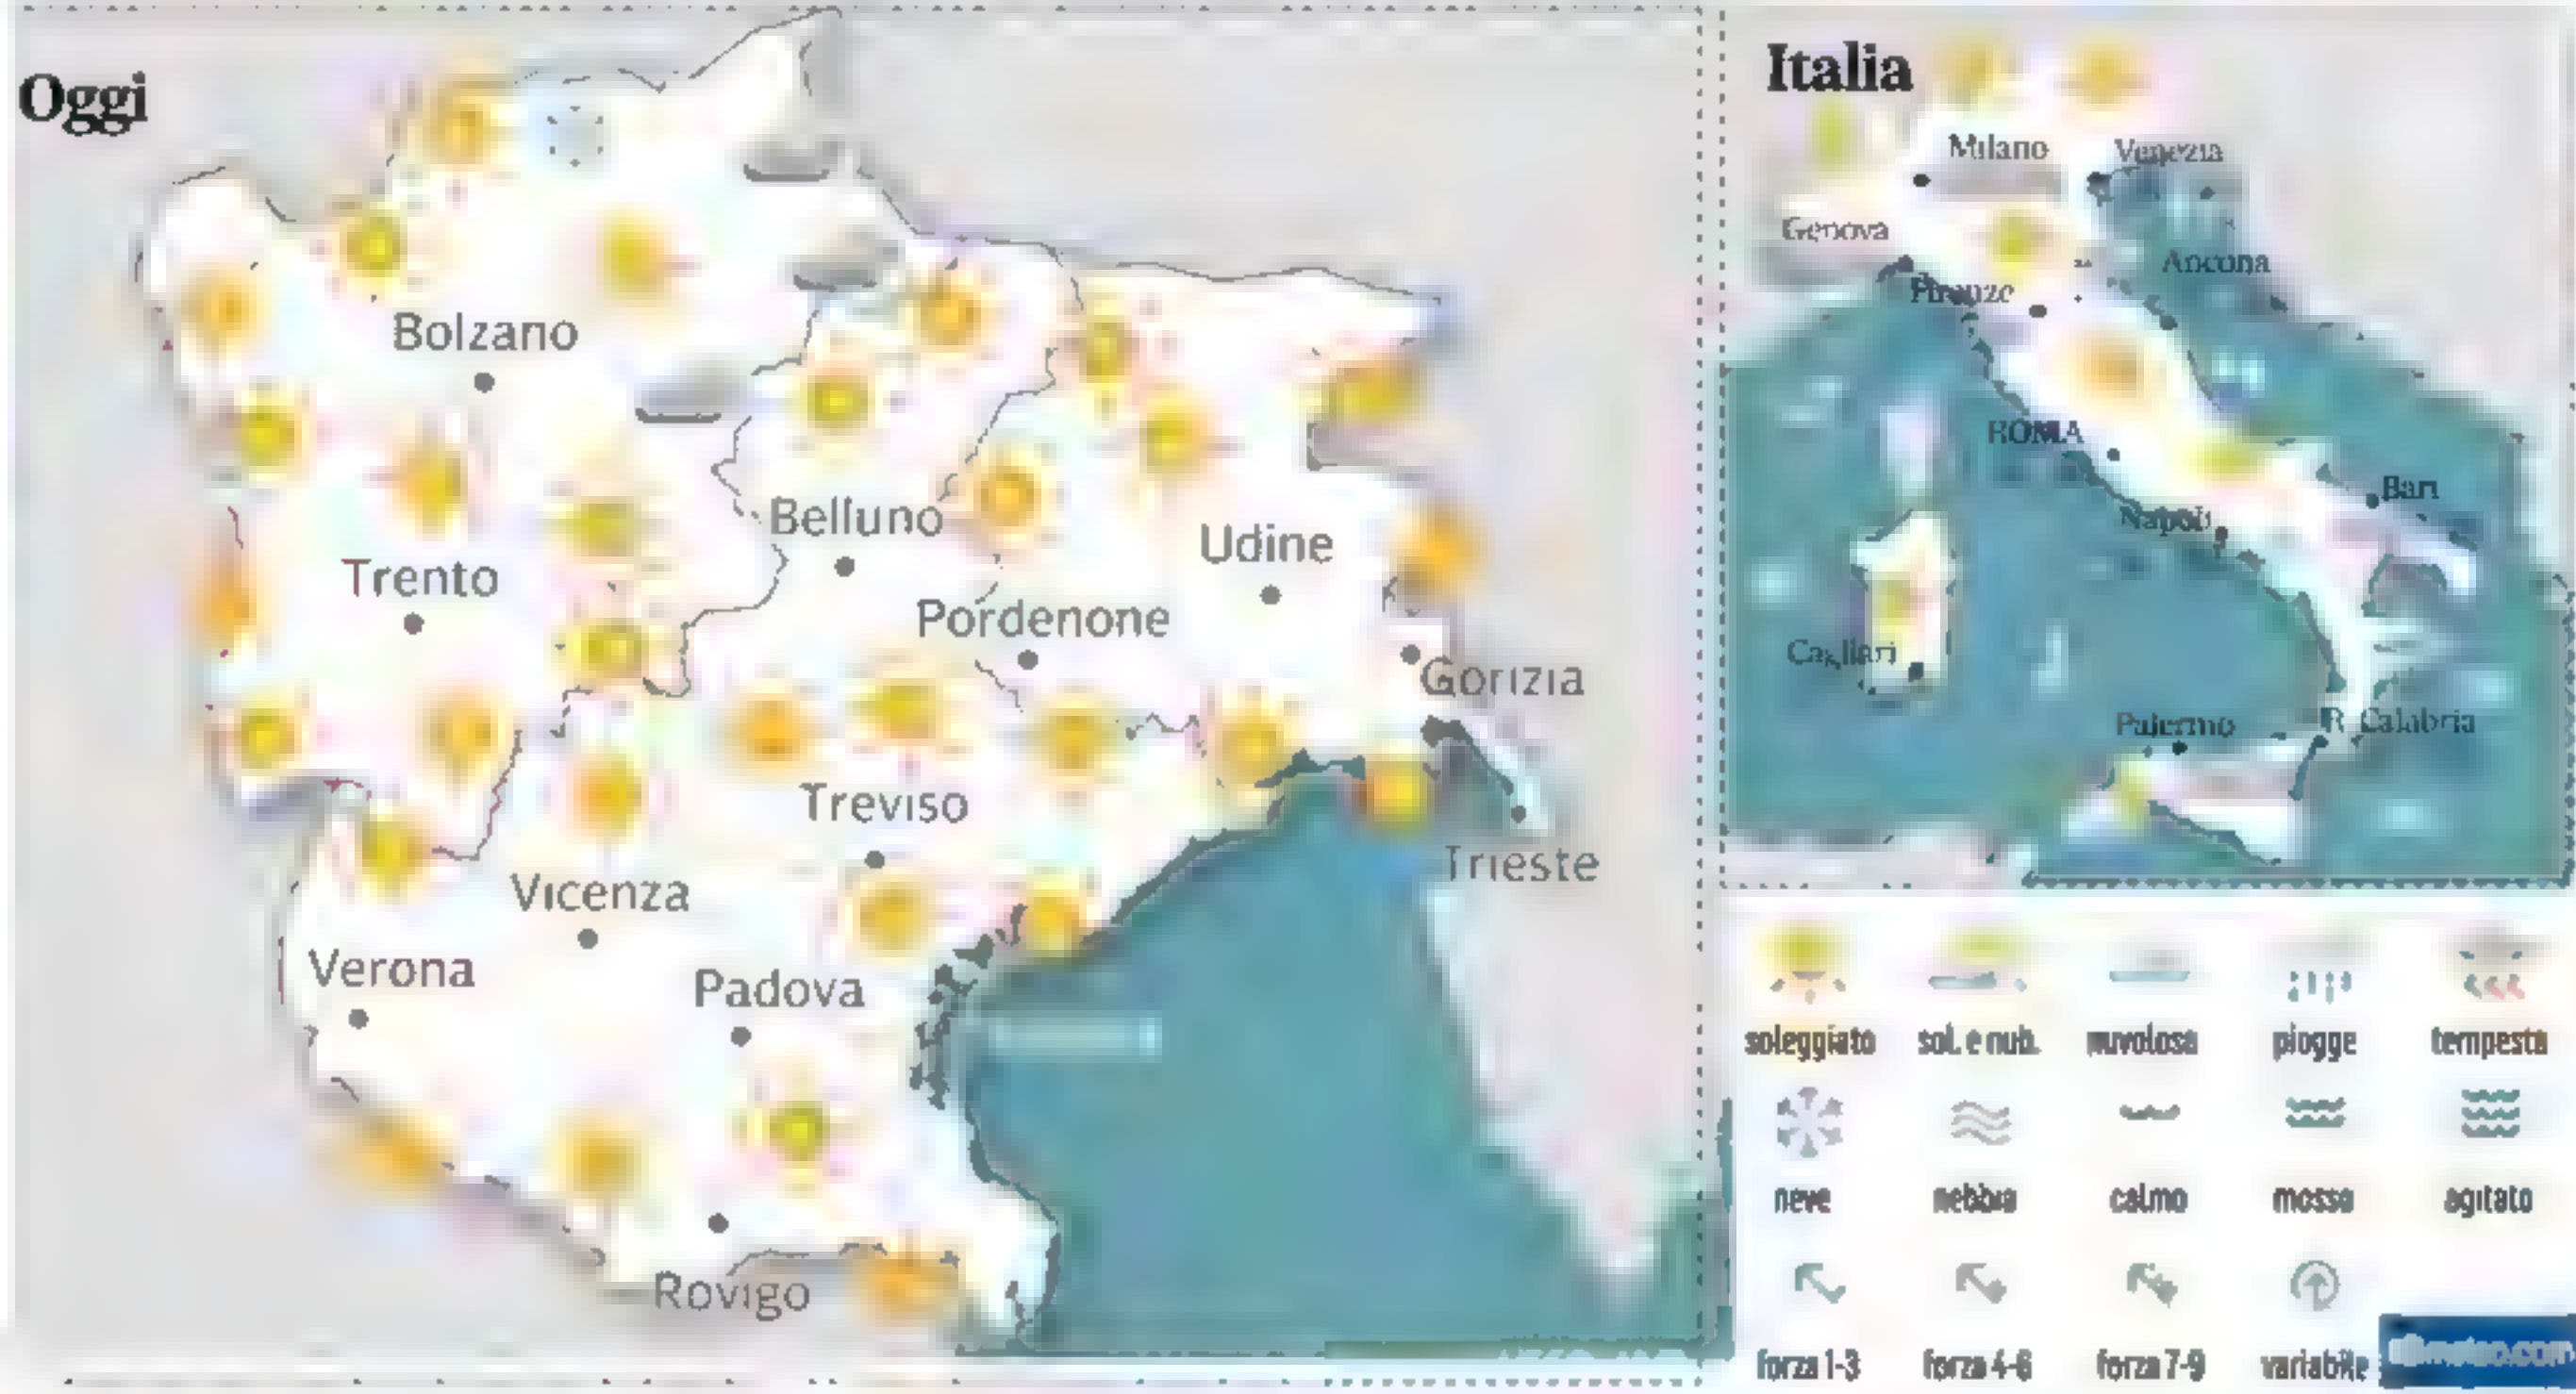 Oggi
Bolzano
Belluno
Udine
Trento
Pordenone
Gorizia
Treviso
Trieste
Vicenza
Verona
Padova
Rovigo
Italia
Milano
Venezia
Genova
Ancona
Firenze
ROMA
Bari
Napoli
Cagliari
Palermo
R. Calabria
soleggiato sol. e nub. nuvoloso piogge tempesta
neve nebbia calmo mosso agitato
forza 1-3 forza 4-6 forza 7-9 variabile